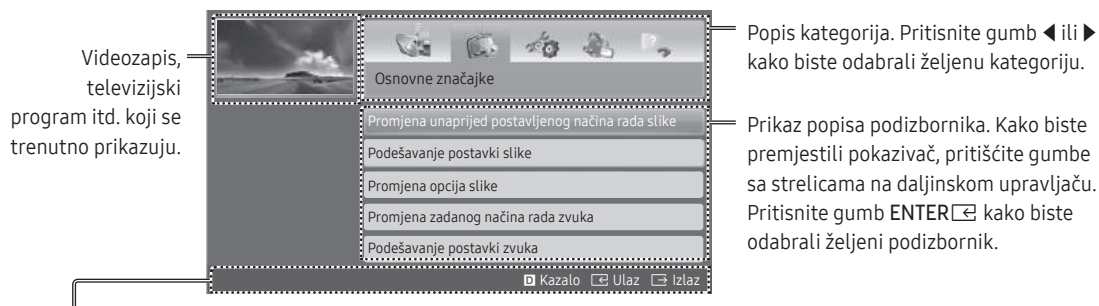 Videozapis,
televizijski
program itd. koji se
trenutno prikazuju.
Osnovne značajke
Promjena unaprijed postavljenog načina rada slike
Podešavanje postavki slike
Promjena opcija slike
Promjena zadanog načina rada zvuka
Podešavanje postavki zvuka
D Kazalo Ulaz Izlaz
Popis kategorija. Pritisnite gumb ◀ ili ▶
kako biste odabrali željenu kategoriju.
Prikaz popisa podizbornika. Kako biste
premjestili pokazivač, pritišćite gumbe
sa strelicama na daljinskom upravljaču.
Pritisnite gumb ENTER kako biste
odabrali željeni podizbornik.